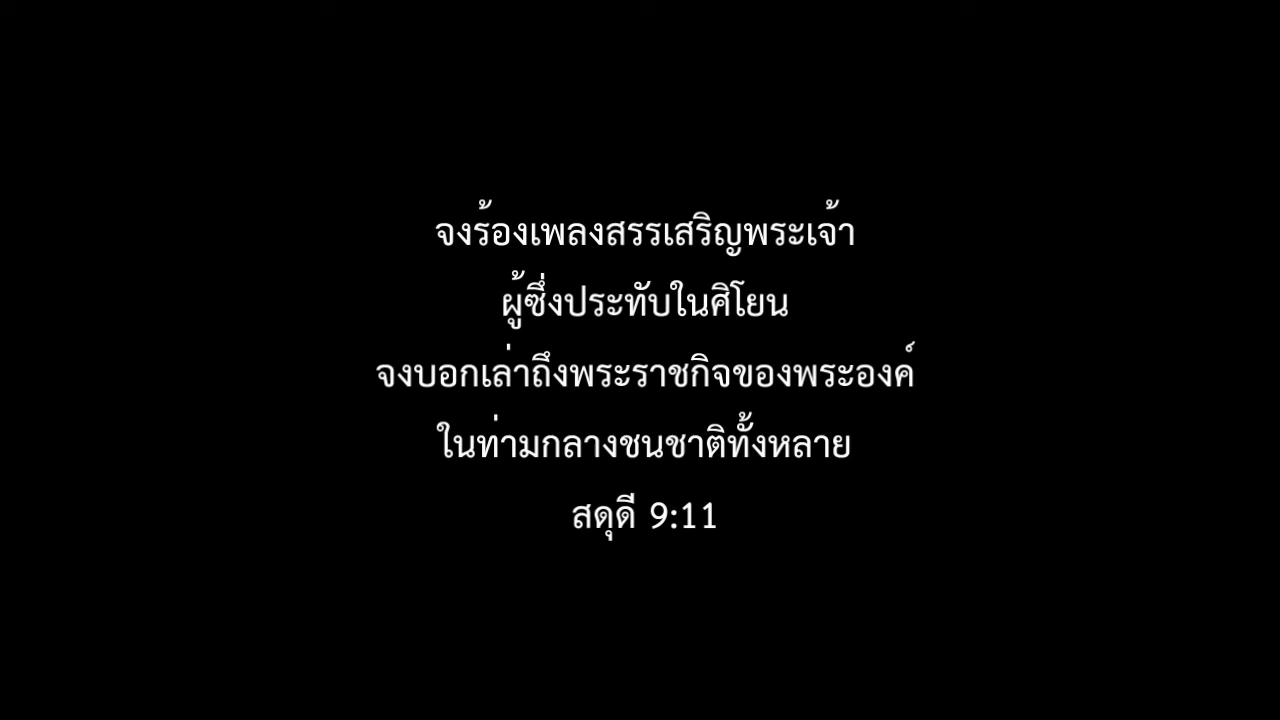 จงร้องเพลงสรรเสริญพระเจ้า
ผู้ซึ่งประทับในศิโยน
จงบอกเล่าถึงพระราชกิจของพระองค์
ในท่ามกลางชนชาติทั้งหลาย
สดุดี 9:11